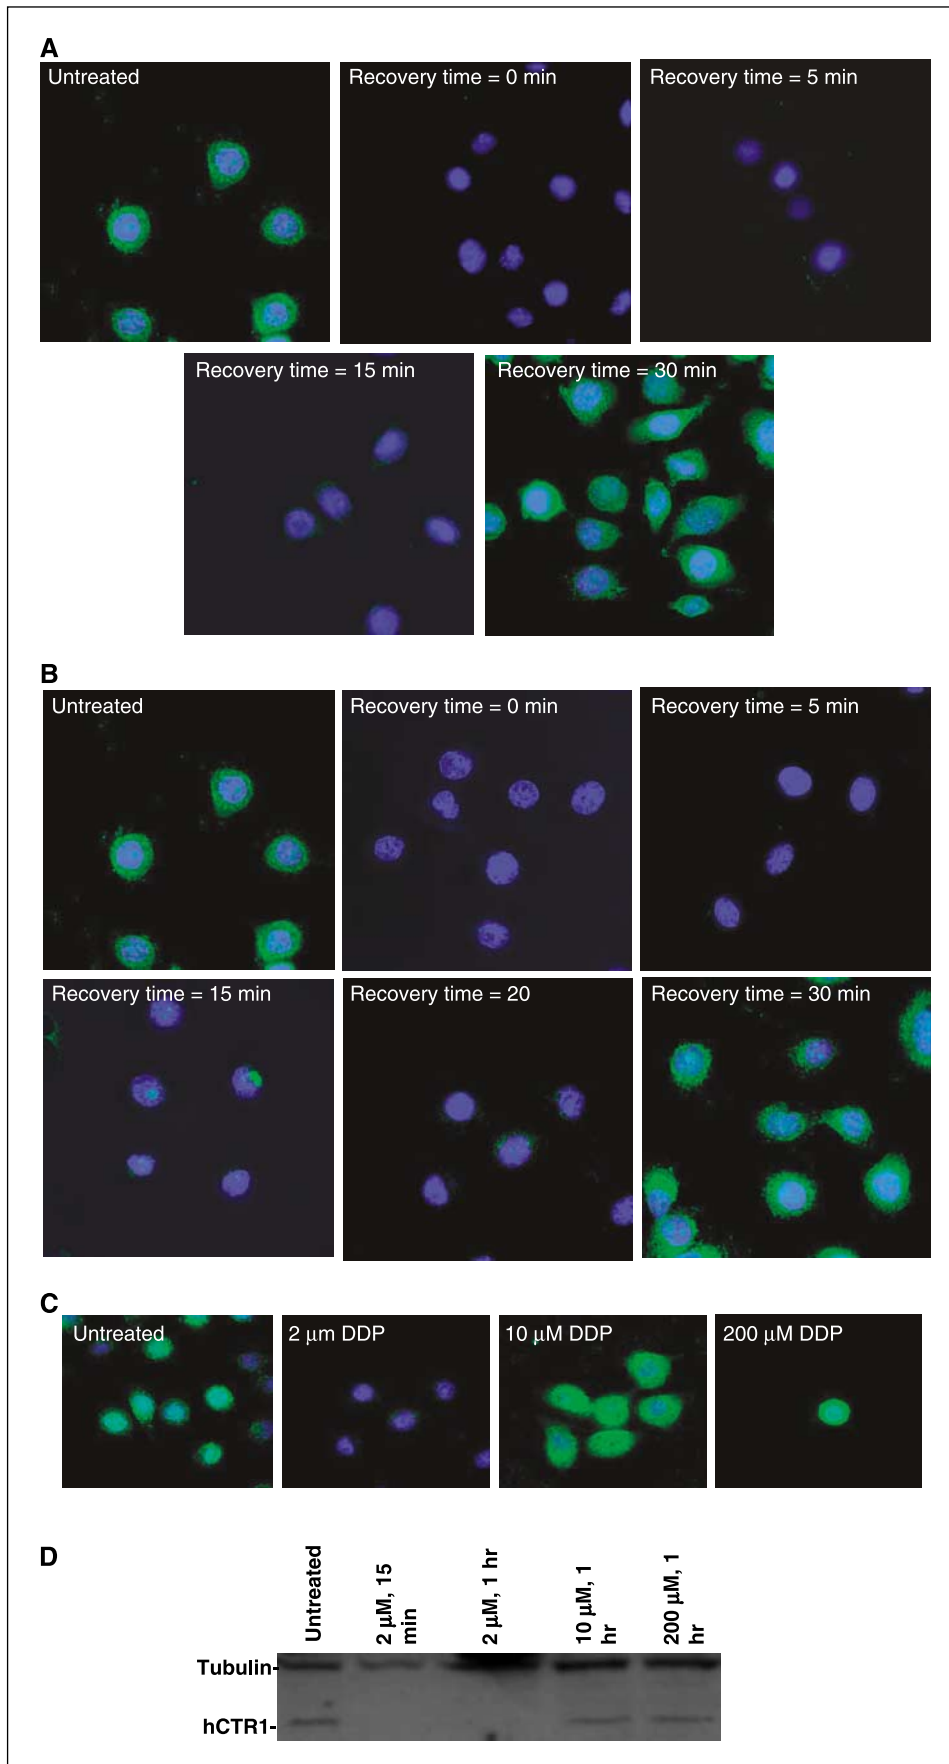 A
Untreated
Recovery time = 0 min
Recovery time = 5 min
Recovery time = 15 min
Recovery time = 30 min
B
Untreated
Recovery time = 0 min
Recovery time = 5 min
Recovery time = 15 min
Recovery time = 20
Recovery time = 30 min
C
Untreated
2 μm DDP
10 μM DDP
200 μM DDP
D
Untreated
2 μM, 15
min
2 μM, 1 hr
10 μM, 1
hr
200 μM, 1
hr
Tubulin-
hCTR1-